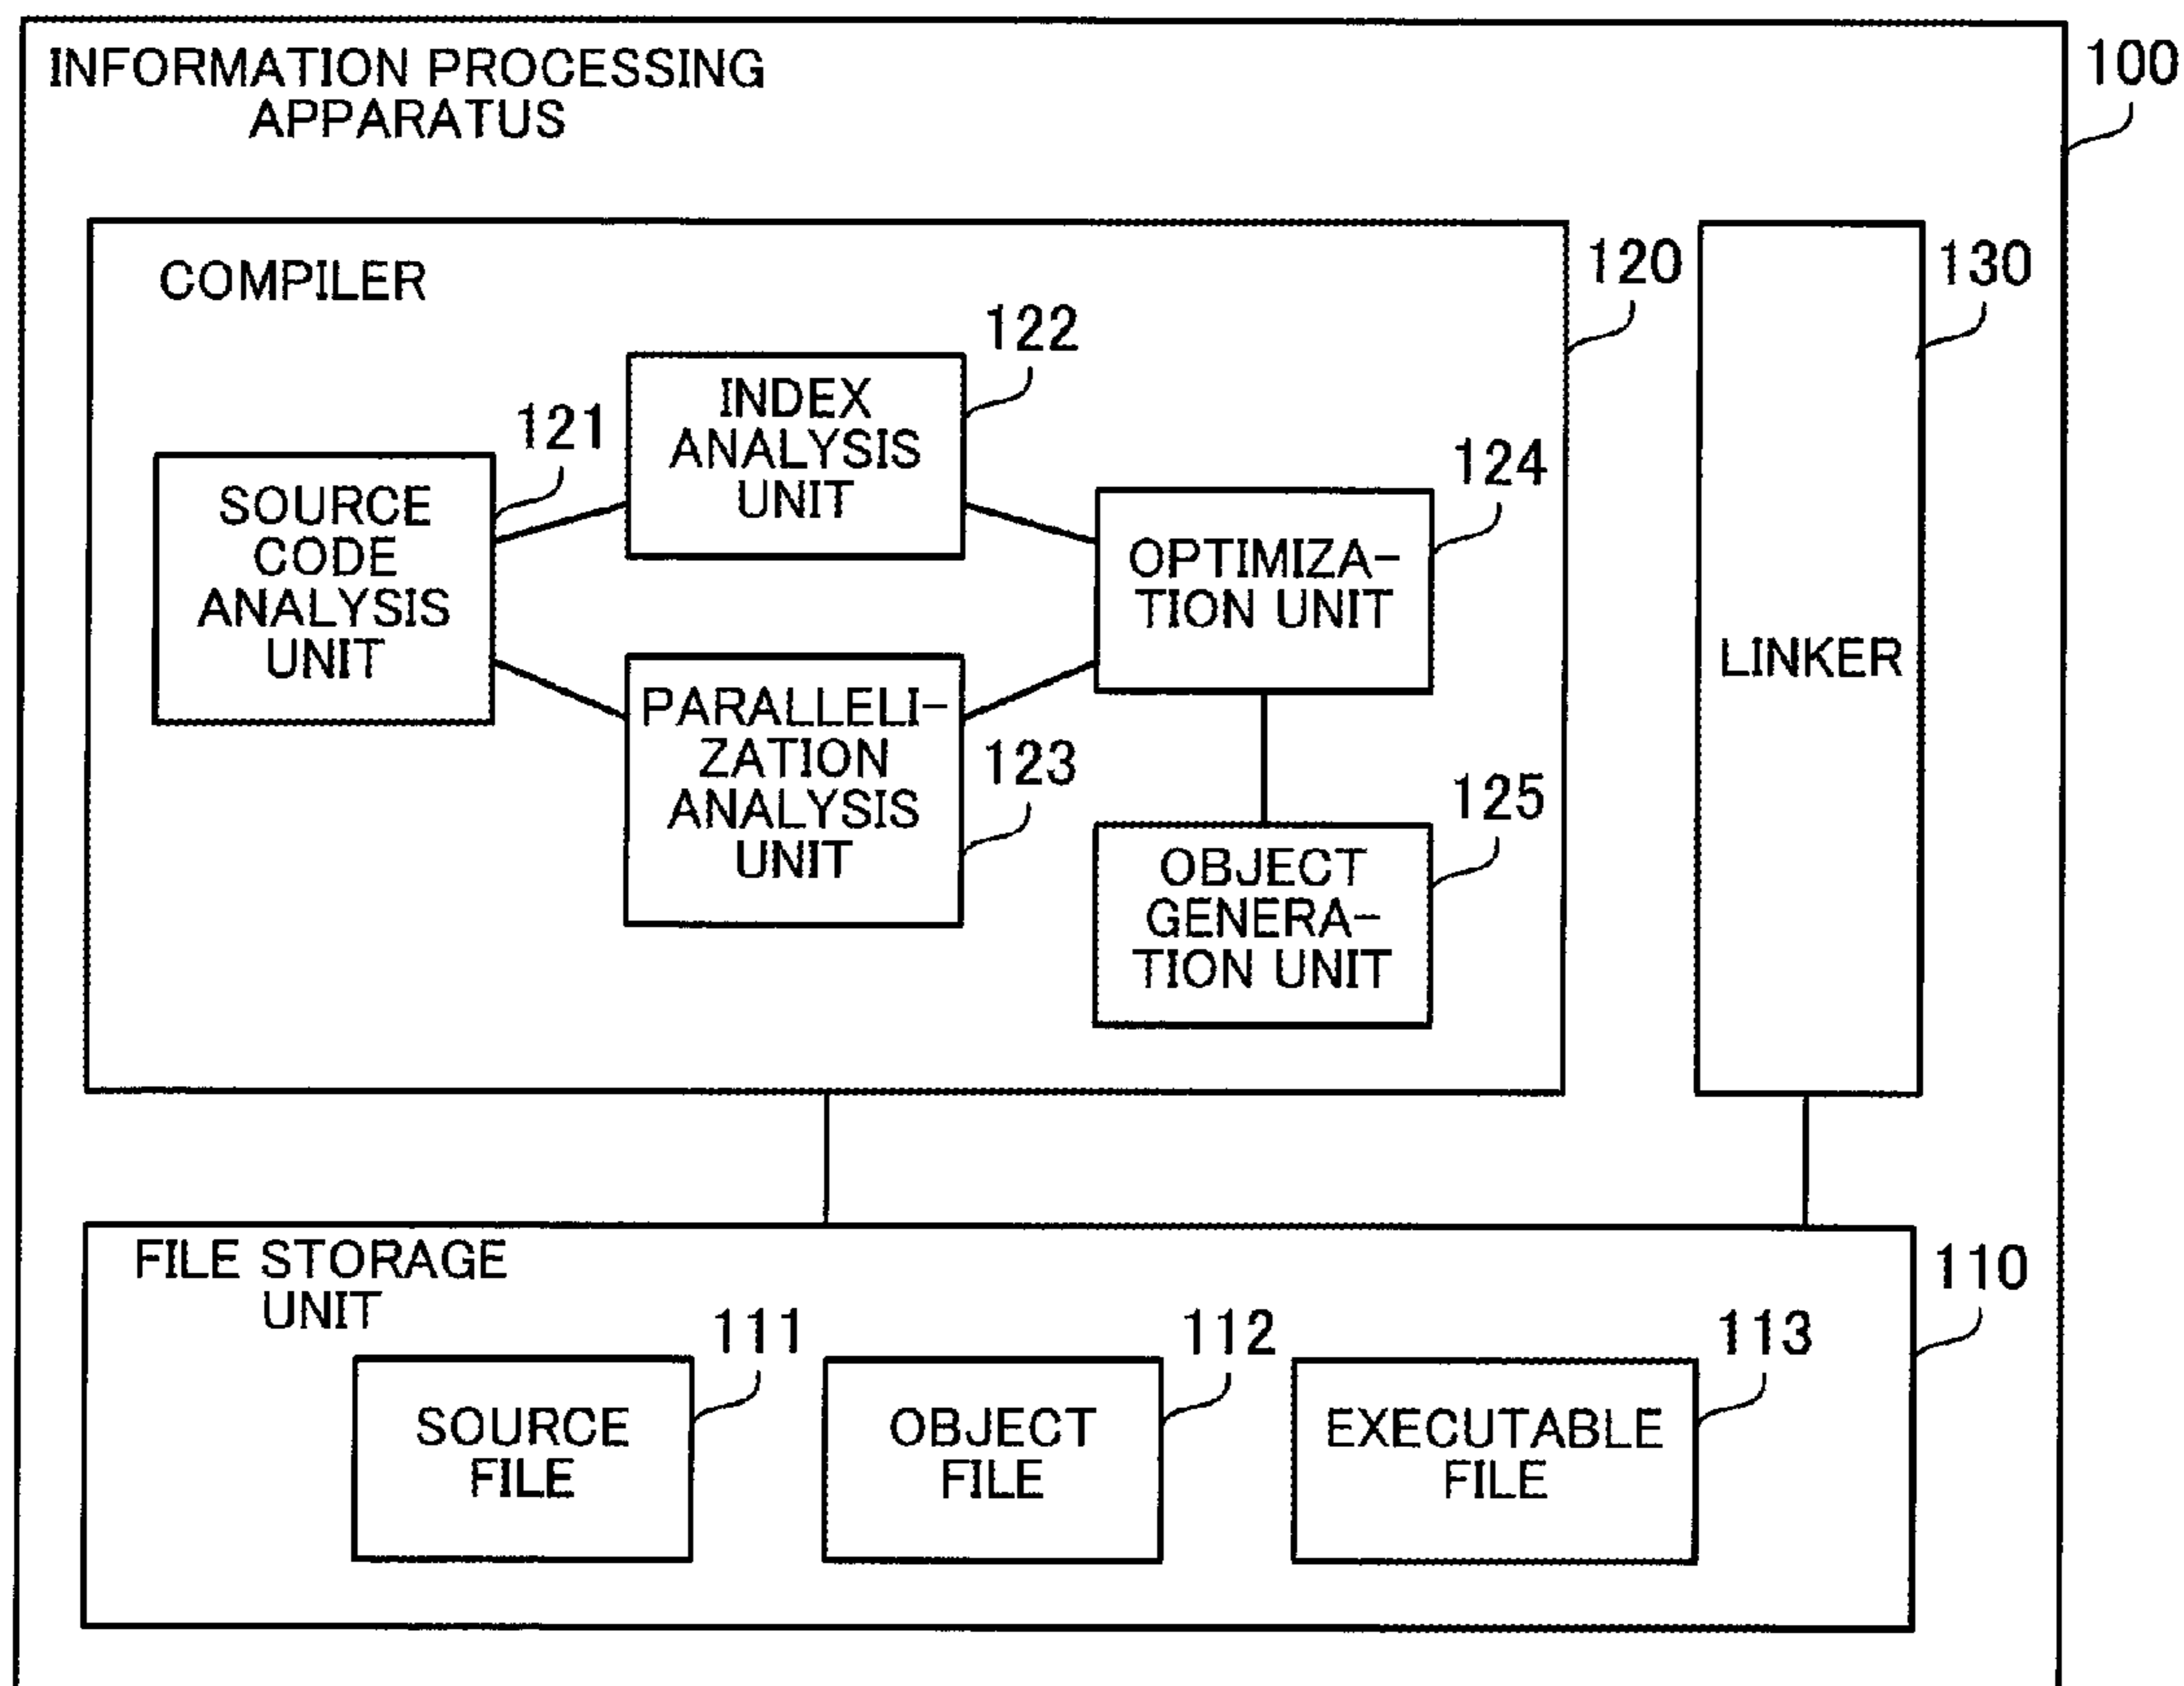 INFORMATION PROCESSING
APPARATUS
100
COMPILER
120
130
122
INDEX
ANALYSIS
UNIT
121
SOURCE
CODE
ANALYSIS
UNIT
124
OPTIMIZA-
TION UNIT
LINKER
PARALLELI-
ZATION
ANALYSIS
UNIT
123
125
OBJECT
GENERA-
TION UNIT
FILE STORAGE
UNIT
110
111
SOURCE
FILE
112
OBJECT
FILE
113
EXECUTABLE
FILE